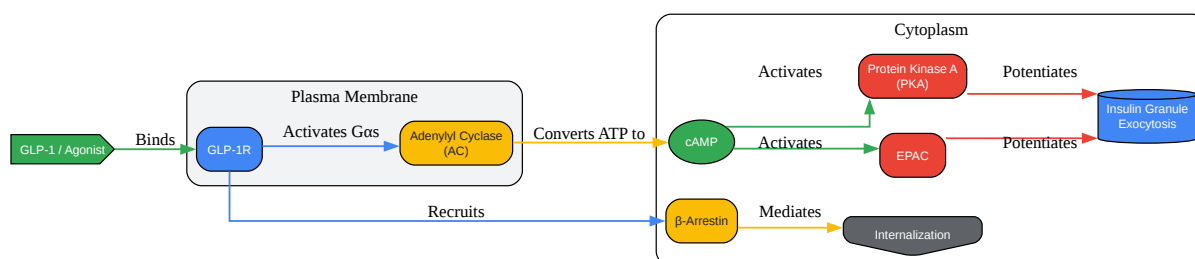 Cytoplasm
Protein Kinase A
(PKA)
Activates
Potentiates
Plasma Membrane
Insulin Granule
Exocytosis
GLP-1 / Agonist
Binds
GLP-1R
Activates Gαs
Adenylyl Cyclase
(AC)
Converts ATP to
cAMP
Activates
EPAC
Potentiates
Recruits
β-Arrestin
Mediates
Internalization